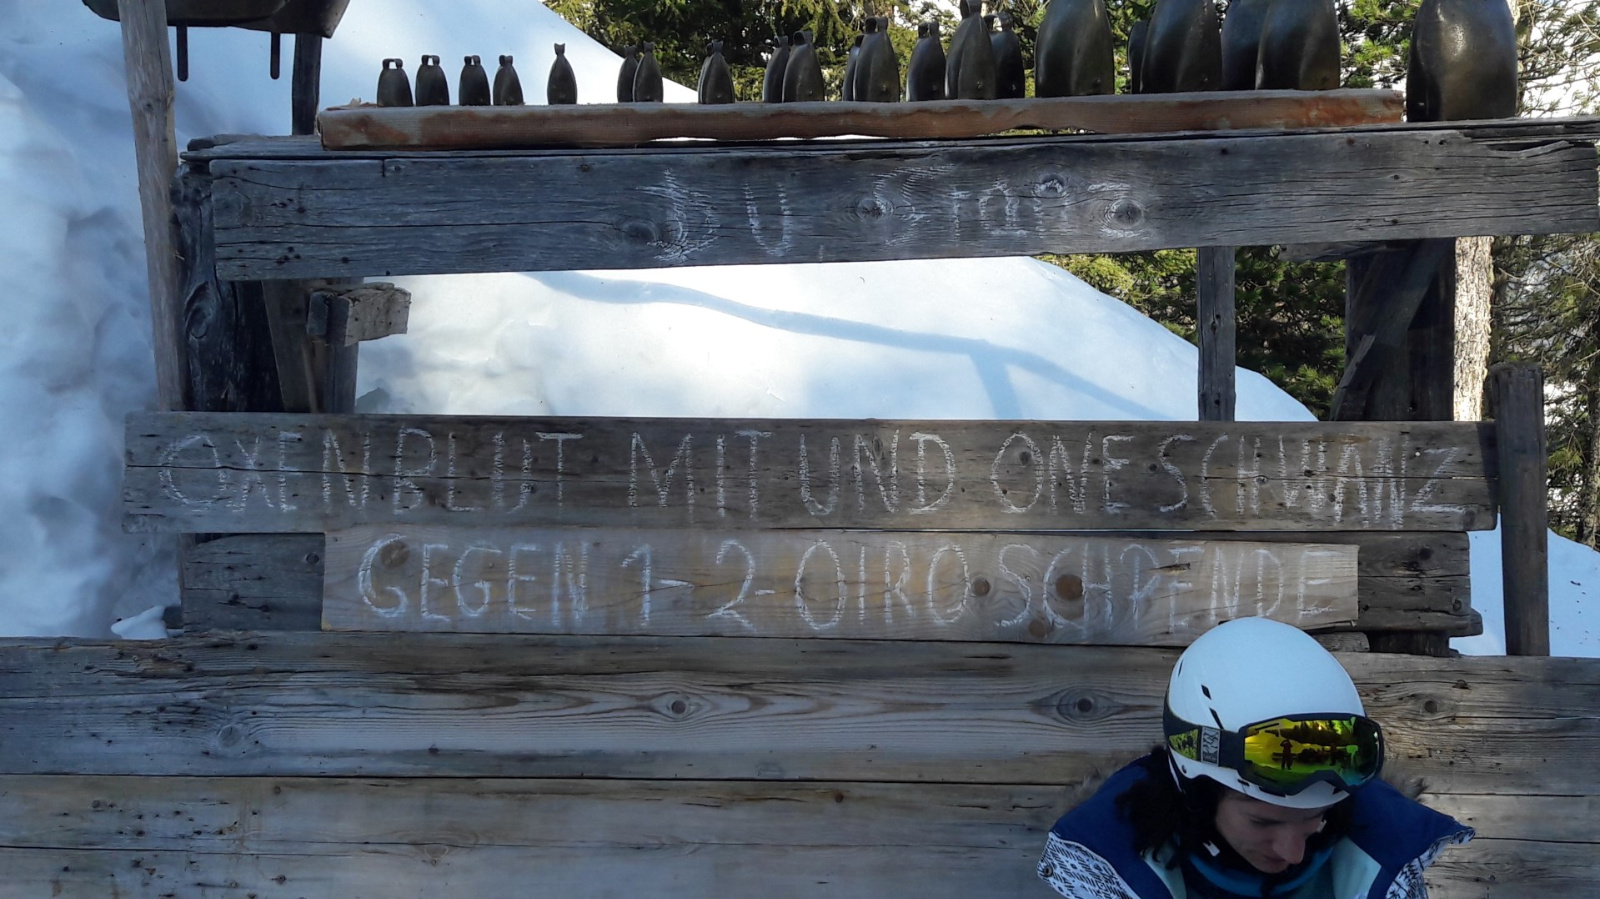 OXENBLUT MIT UND ONE SCHWANZ
GEGEN 1-2-OIRO SCHPENDE